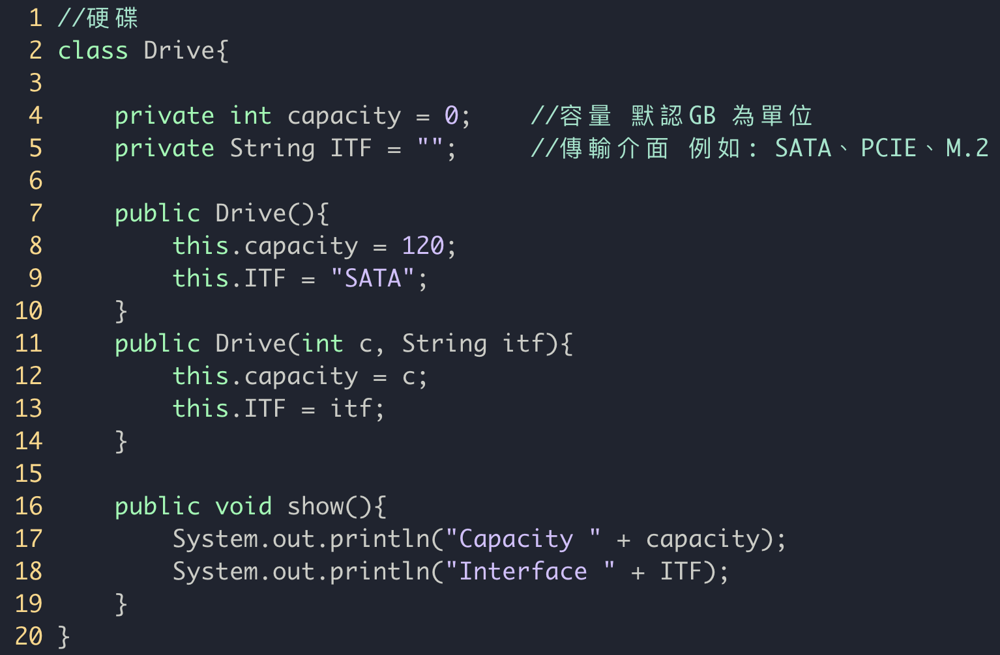 1 //硬碟
2 class Drive{
3
4     private int capacity = 0;    //容量 默認GB 為單位
5     private String ITF = "";     //傳輸介面 例如: SATA、PCIE、M.2
6
7     public Drive(){
8         this.capacity = 120;
9         this.ITF = "SATA";
10     }
11     public Drive(int c, String itf){
12         this.capacity = c;
13         this.ITF = itf;
14     }
15
16     public void show(){
17         System.out.println("Capacity " + capacity);
18         System.out.println("Interface " + ITF);
19     }
20 }